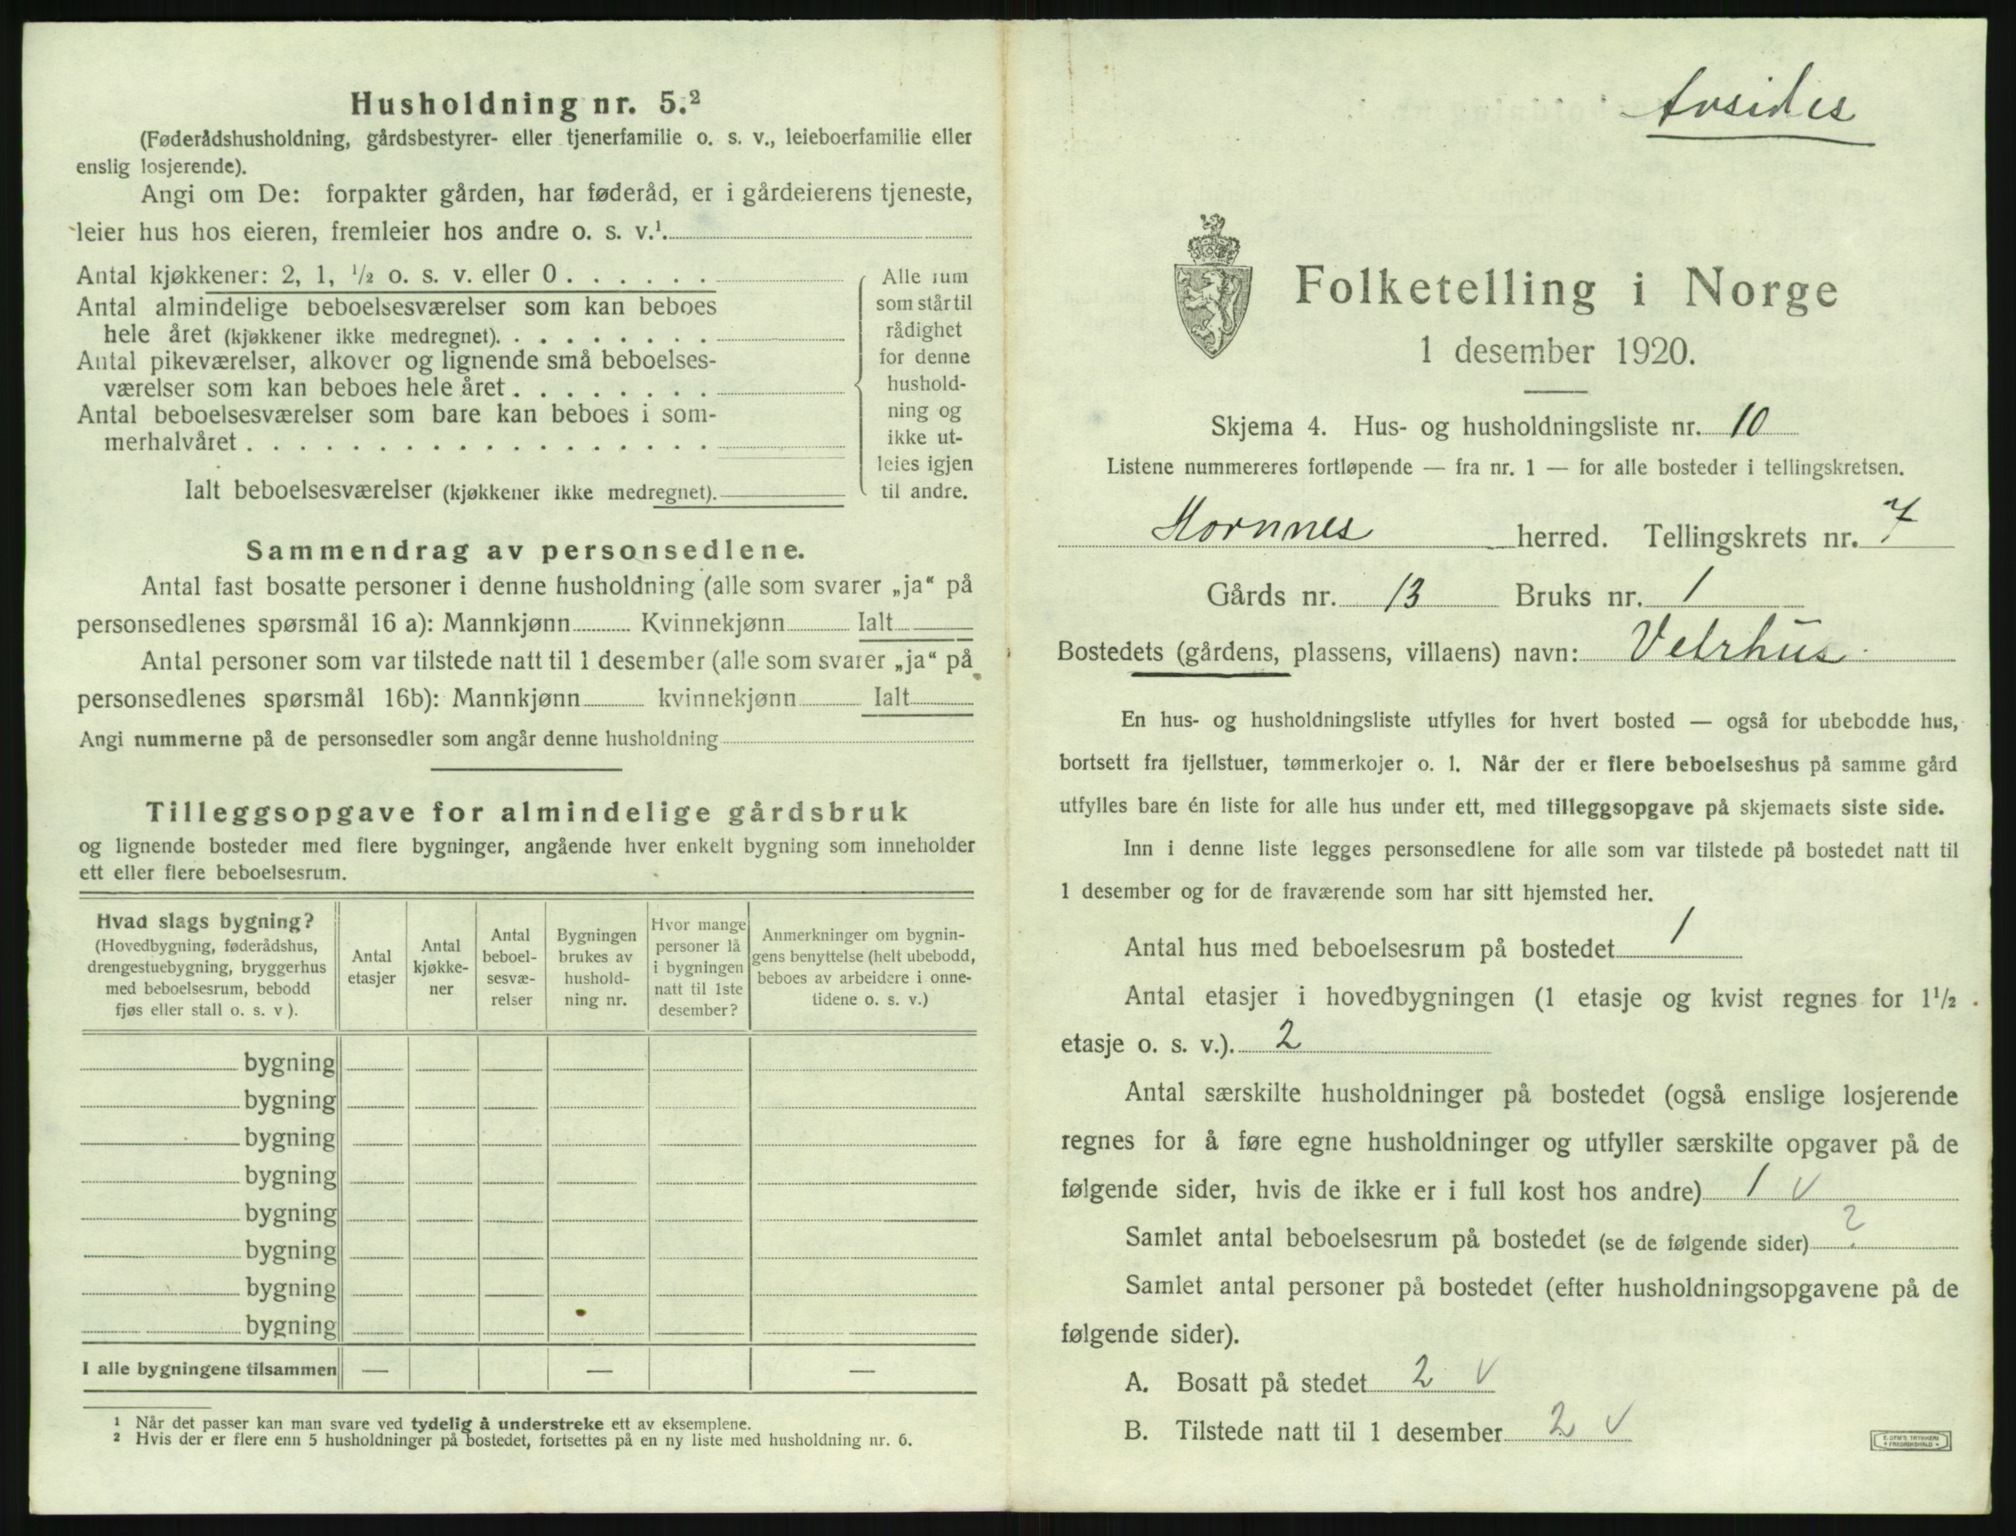 Husholdning nr. 5.²
(Føderådshusholdning, gårdsbestyrer- eller tjenerfamilie o. s. v., leieboerfamilie eller
enslig losjerende).
Angi om De: forpakter gården, har føderåd, er i gårdeierens tjeneste,
leier hus hos eieren, fremleier hos andre o. s. v.¹
Antal kjøkkener: 2, 1, ½ o. s. v. eller 0 . . . . . .
Antal almindelige beboelsesværelser som kan beboes
hele året (kjøkkener ikke medregnet). . . . . . . . .
Antal pikeværelser, alkover og lignende små beboelses-
værelser som kan beboes hele året . . . . . . . .
Antal beboelsesværelser som bare kan beboes i som-
merhalvåret . . . . . . . . . . . . . . . . . .
Ialt beboelsesværelser (kjøkkener ikke medregnet).
Alle rum
som står til
rådighet
for denne
hushold-
ning og
ikke ut-
leies igjen
til andre.
Sammendrag av personsedlene.
Antal fast bosatte personer i denne husholdning (alle som svarer „ja“ på
personsedlenes spørsmål 16 a): Mannkjønn Kvinnekjønn Ialt
Antal personer som var tilstede natt til 1 desember (alle som svarer „ja“ på
personsedlenes spørsmål 16b): Mannkjønn kvinnekjønn Ialt
Angi nummerne på de personsedler som angår denne husholdning
Tilleggsopgave for almindelige gårdsbruk
og lignende bosteder med flere bygninger, angående hver enkelt bygning som inneholder
ett eller flere beboelsesrum.
Hvad slags bygning?
(Hovedbygning, føderådshus,
drengestuebygning, bryggerhus
med beboelsesrum, bebodd
fjøs eller stall o. s. v ).
Antal
etasjer
Antal
kjøkke-
ner
Antal
beboel-
sesvæ-
relser
Bygningen
brukes av
hushold-
ning nr.
Hvor mange
personer lå
i bygningen
natt til 1ste
desember?
Anmerkninger om bygnin-
gens benyttelse (helt ubebodd,
beboes av arbeidere i onne-
tidene o. s. v.)
bygning
bygning
bygning
bygning
bygning
bygning
bygning
bygning
I alle bygningene tilsammen — — —
¹ Når det passer kan man svare ved tydelig å understreke ett av eksemplene.
² Hvis der er flere enn 5 husholdninger på bostedet, fortsettes på en ny liste med husholdning nr. 6.
Avsides
Folketelling i Norge
1 desember 1920.
Skjema 4. Hus- og husholdningsliste nr. 10
Listene nummereres fortløpende — fra nr. 1 — for alle bosteder i tellingskretsen.
Hornnes herred. Tellingskrets nr. 7
Gårds nr. 13 Bruks nr. 1
Bostedets (gårdens, plassens, villaens) navn: Vetrhus
En hus- og husholdningsliste utfylles for hvert bosted — også for ubebodde hus,
bortsett fra fjellstuer, tømmerkojer o. l. Når der er flere beboelseshus på samme gård
utfylles bare én liste for alle hus under ett, med tilleggsopgave på skjemaets siste side.
Inn i denne liste legges personsedlene for alle som var tilstede på bostedet natt til
1 desember og for de fraværende som har sitt hjemsted her.
Antal hus med beboelsesrum på bostedet 1
Antal etasjer i hovedbygningen (1 etasje og kvist regnes for 1½
etasje o. s. v.). 2
Antal særskilte husholdninger på bostedet (også enslige losjerende
regnes for å føre egne husholdninger og utfyller særskilte opgaver på de
følgende sider, hvis de ikke er i full kost hos andre) 1 v
Samlet antal beboelsesrum på bostedet (se de følgende sider) ?
Samlet antal personer på bostedet (efter husholdningsopgavene på de
følgende sider).
A. Bosatt på stedet 2 v
B. Tilstede natt til 1 desember 2 v